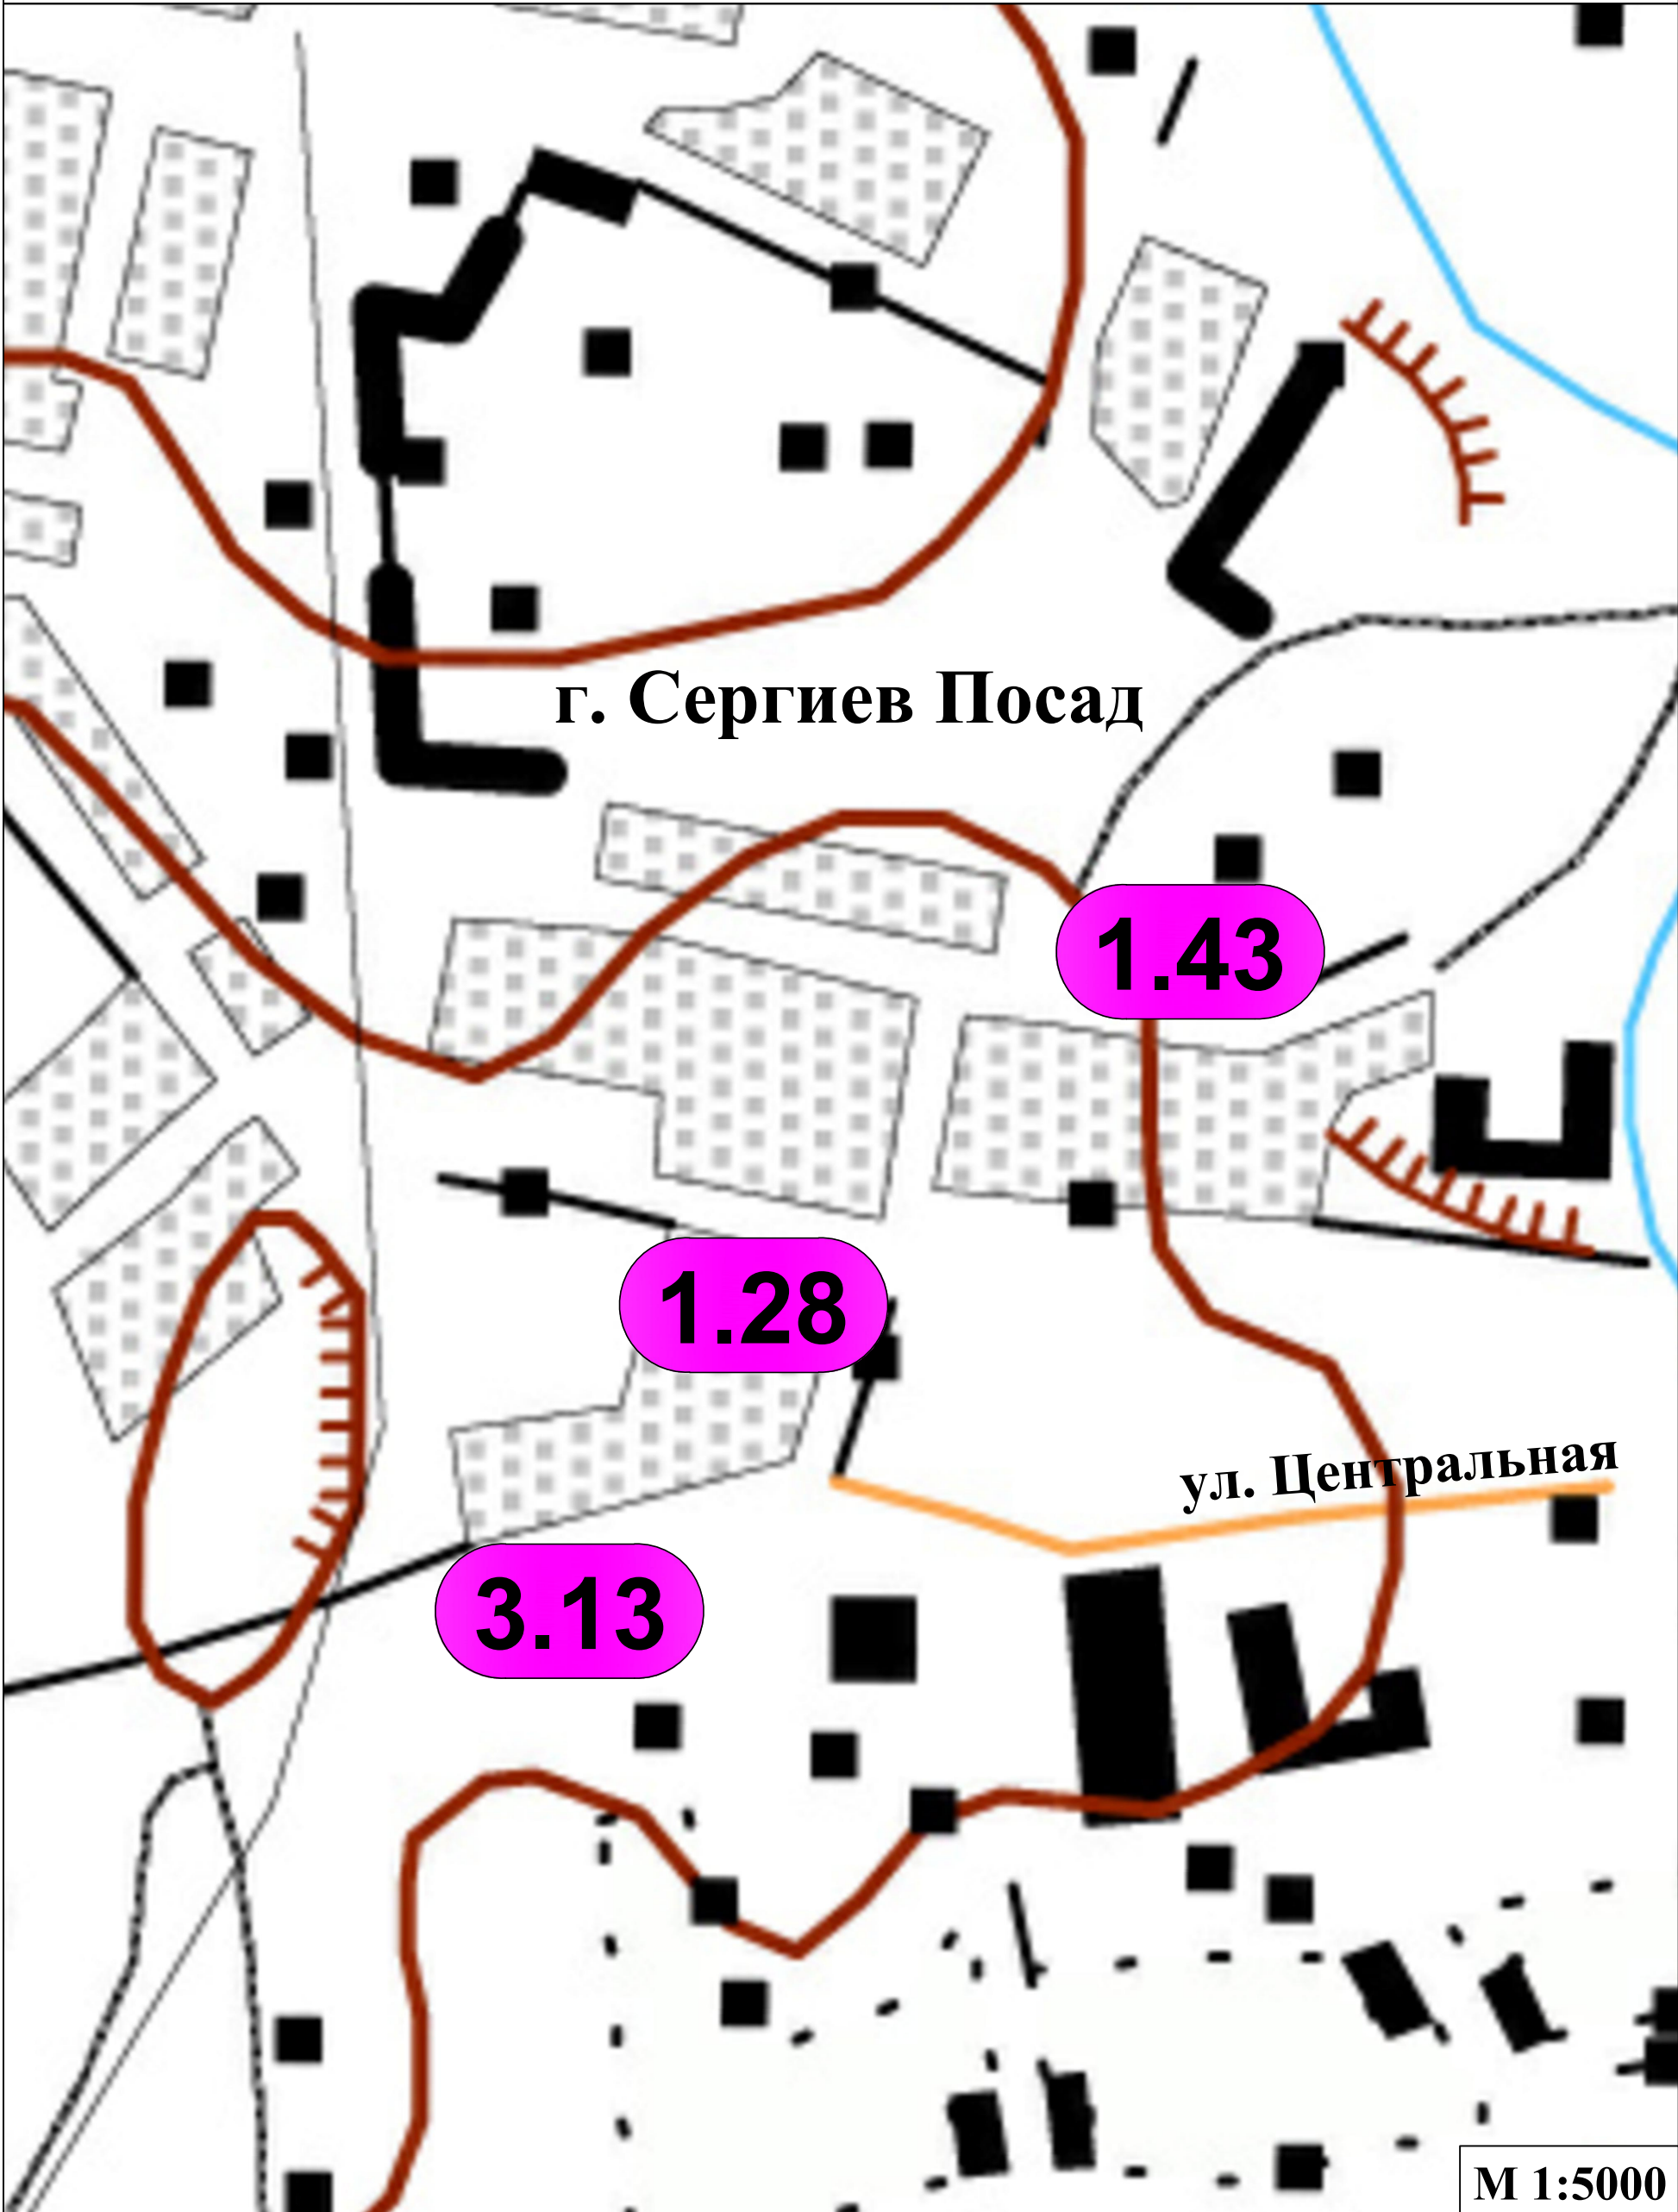 г. Сергиев Посад
1.43
1.28
ул. Центральная
3.13
М 1:5000